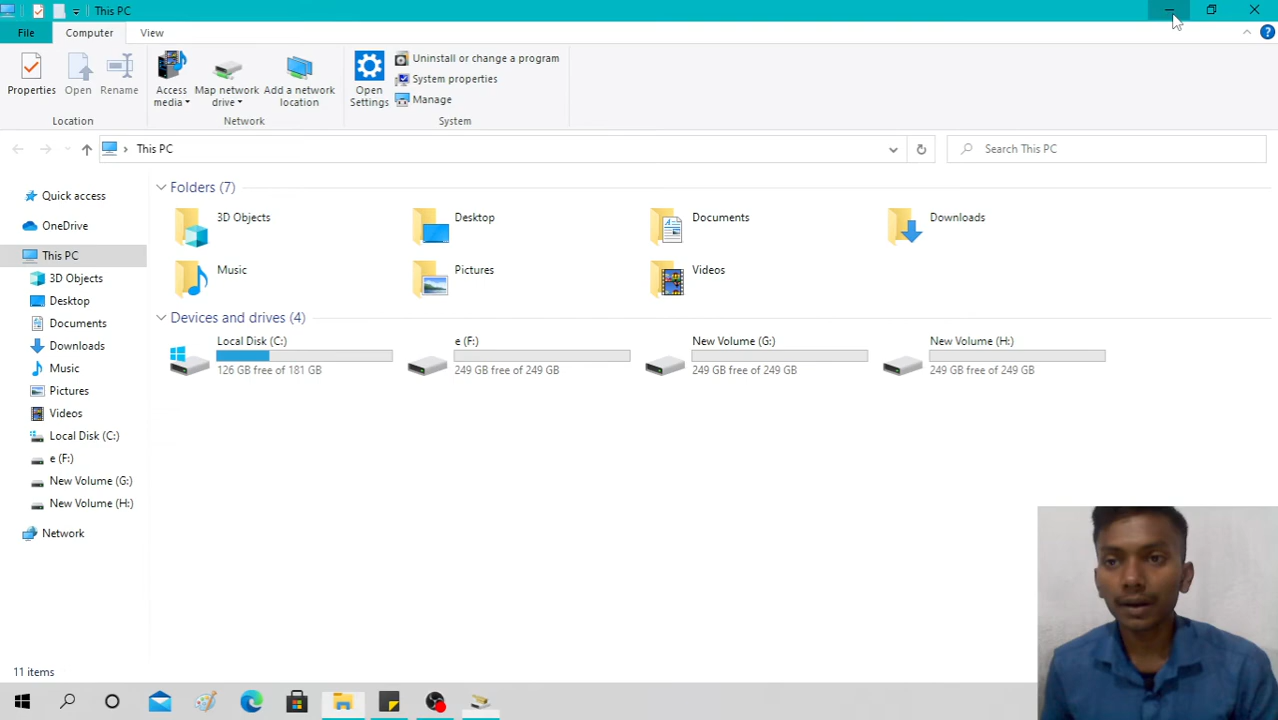 This PC
File
Computer
View
Properties
Open
Rename
Access media
Map network drive
Add a network location
Open Settings
Uninstall or change a program
System properties
Manage
Location
Network
System
This PC
Search This PC
Quick access
OneDrive
This PC
3D Objects
Desktop
Documents
Downloads
Music
Pictures
Videos
Local Disk (C:)
e (F:)
New Volume (G:)
New Volume (H:)
Network
Folders (7)
3D Objects
Desktop
Documents
Downloads
Music
Pictures
Videos
Devices and drives (4)
Local Disk (C:)
126 GB free of 181 GB
e (F:)
249 GB free of 249 GB
New Volume (G:)
249 GB free of 249 GB
New Volume (H:)
249 GB free of 249 GB
11 items